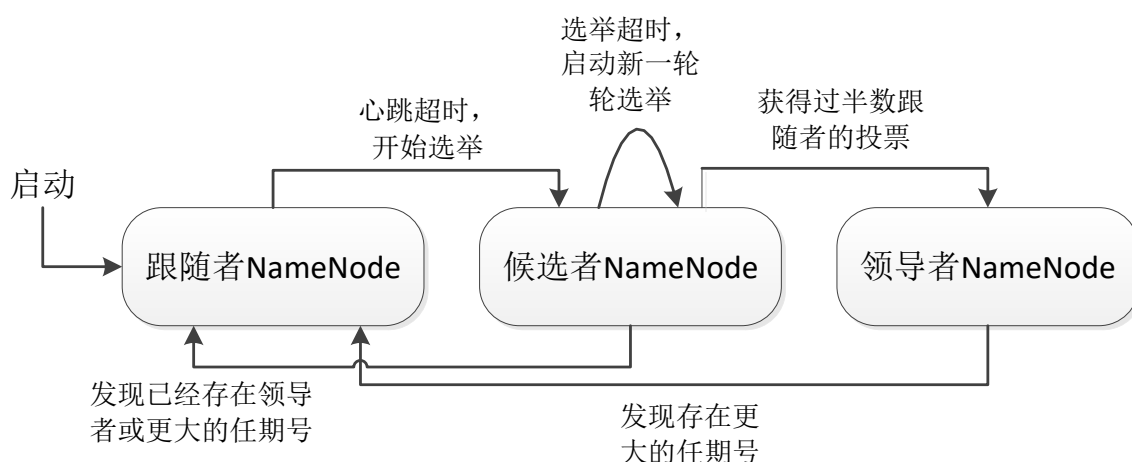 选举超时，
启动新一轮
轮选举
心跳超时，
开始选举
获得过半数跟
随者的投票
启动
跟随者NameNode
候选者NameNode
领导者NameNode
发现已经存在领导
者或更大的任期号
发现存在更
大的任期号